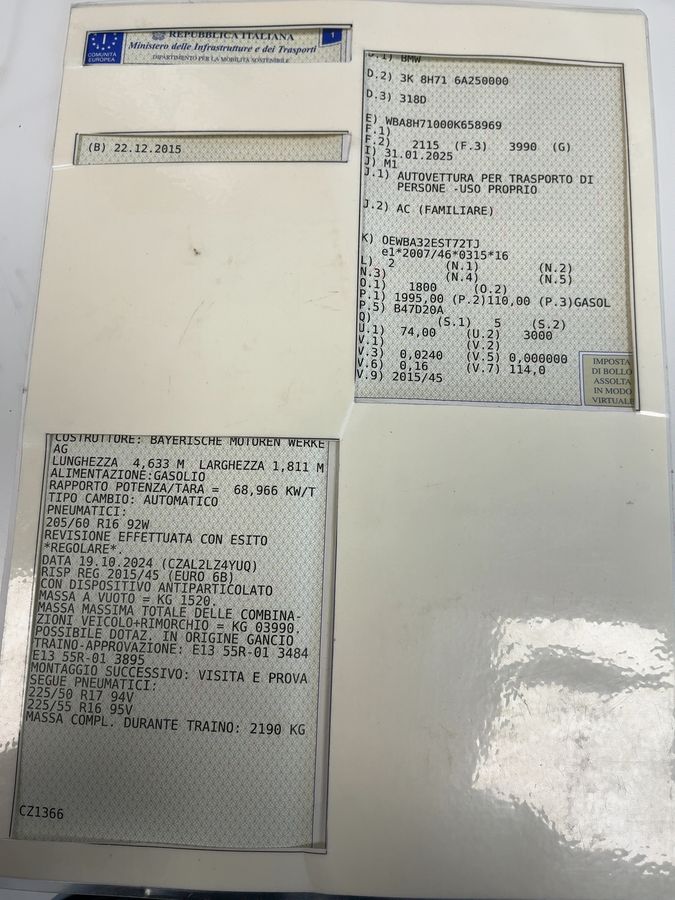 COMUNITÀ
EUROPEA
REPUBBLICA ITALIANA
1
Ministero delle Infrastrutture e dei Trasporti
DIPARTIMENTO PER LA MOBILITÀ SOSTENIBILE
(B) 22.12.2015
D.1) BMW
D.2) 3K 8H71 6A250000
D.3) 318D
E) WBA8H71000K658969
F.1)
F.2) 2115 (F.3) 3990 (G)
I) 31.01.2025
J) M1
J.1) AUTOVETTURA PER TRASPORTO DI
PERSONE -USO PROPRIO
J.2) AC (FAMILIARE)
K) OEWBA32EST72TJ
e1*2007/46*0315*16
L) 2 (N.1) (N.2)
N.3) (N.4) (N.5)
O.1) 1800 (O.2)
P.1) 1995,00 (P.2)110,00 (P.3)GASOL
P.5) B47D20A
Q) (S.1) 5 (S.2)
U.1) 74,00 (U.2) 3000
V.1) (V.2)
V.3) 0,0240 (V.5) 0,000000
V.6) 0,16 (V.7) 114,0
V.9) 2015/45
IMPOSTA
DI BOLLO
ASSOLTA
IN MODO
VIRTUALE
COSTRUTTORE: BAYERISCHE MOTOREN WERKE
AG
LUNGHEZZA 4,633 M LARGHEZZA 1,811 M
ALIMENTAZIONE:GASOLIO
RAPPORTO POTENZA/TARA = 68,966 KW/T
TIPO CAMBIO: AUTOMATICO
PNEUMATICI:
205/60 R16 92W
REVISIONE EFFETTUATA CON ESITO
*REGOLARE*.
DATA 19.10.2024 (CZAL2LZ4YUQ)
RISP REG 2015/45 (EURO 6B)
CON DISPOSITIVO ANTIPARTICOLATO
MASSA A VUOTO = KG 1520.
MASSA MASSIMA TOTALE DELLE COMBINA-
ZIONI VEICOLO+RIMORCHIO = KG 03990.
POSSIBILE DOTAZ. IN ORIGINE GANCIO
TRAINO-APPROVAZIONE: E13 55R-01 3484
E13 55R-01 3895
MONTAGGIO SUCCESSIVO: VISITA E PROVA
SEGUE PNEUMATICI:
225/50 R17 94V
225/55 R16 95V
MASSA COMPL. DURANTE TRAINO: 2190 KG
CZ1366